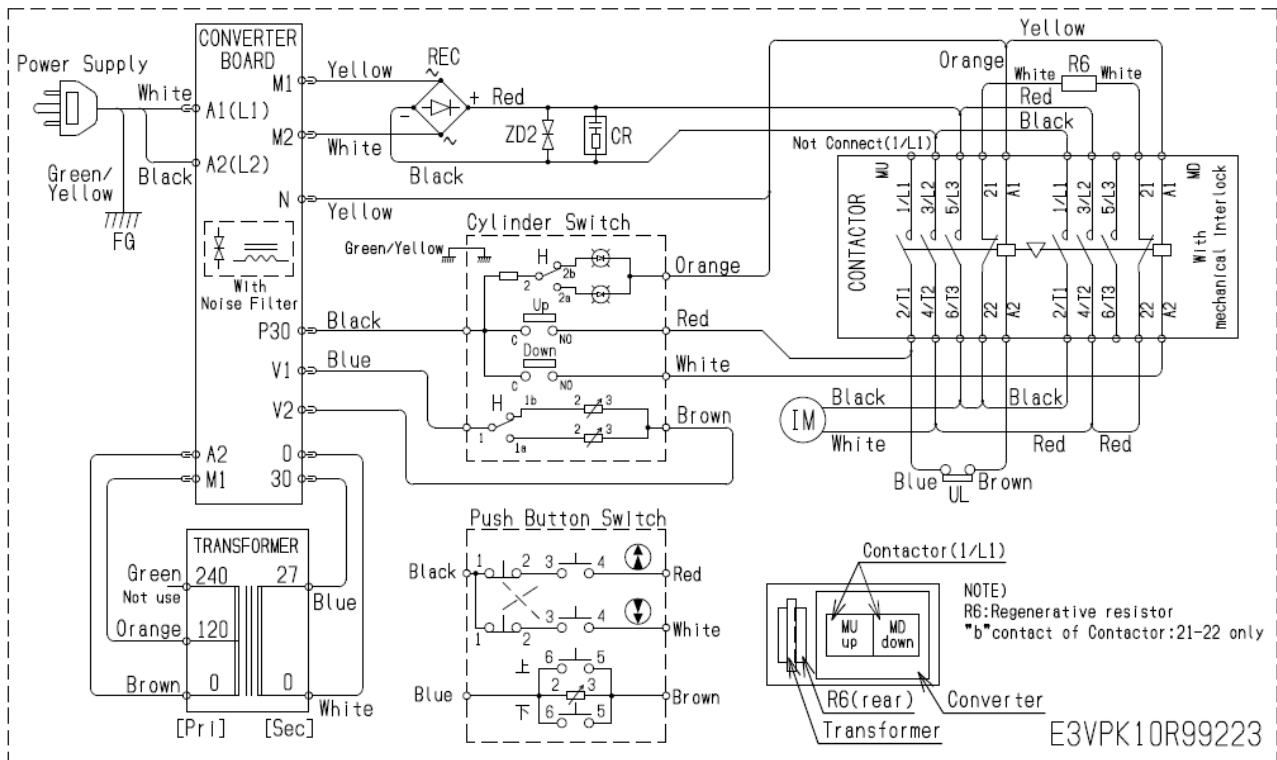 CONVERTER
BOARD
Power Supply
White
Green/
Yellow
FG
Black
A1(L1)
A2(L2)
M1
M2
N
With
Noise Filter
P30
V1
V2
A2
0
M1
30
Yellow
White
Yellow
Black
Blue
REC
~
-
+
~
Red
Black
ZD2
CR
Yellow
Orange
White
R6
White
Red
Black
Not Connect(1/L1)
CONTACTOR
MU
1/L1
3/L2
5/L3
21
A1
1/L1
3/L2
5/L3
21
A1
MD
2/T1
4/T2
6/T3
22
A2
2/T1
4/T2
6/T3
22
A2
With
mechanical Interlock
Cylinder Switch
Green/Yellow
H
2
2b
2a
Up
C
NO
Down
C
NO
H
1
1b
1a
2
3
2
3
Orange
Red
White
Brown
IM
Black
White
Black
Red
Red
Blue
UL
Brown
TRANSFORMER
Green
Not use
240
27
Blue
Orange
120
Brown
0
0
White
[Pri]
[Sec]
Push Button Switch
Black
1
2
3
4
Red
1
2
3
4
White
上
6
5
Blue
2
3
Brown
下
6
5
Contactor(1/L1)
MU
up
MD
down
R6(rear)
Converter
Transformer
NOTE)
R6:Regenerative resistor
"b"contact of Contactor:21-22 only
E3VPK10R99223